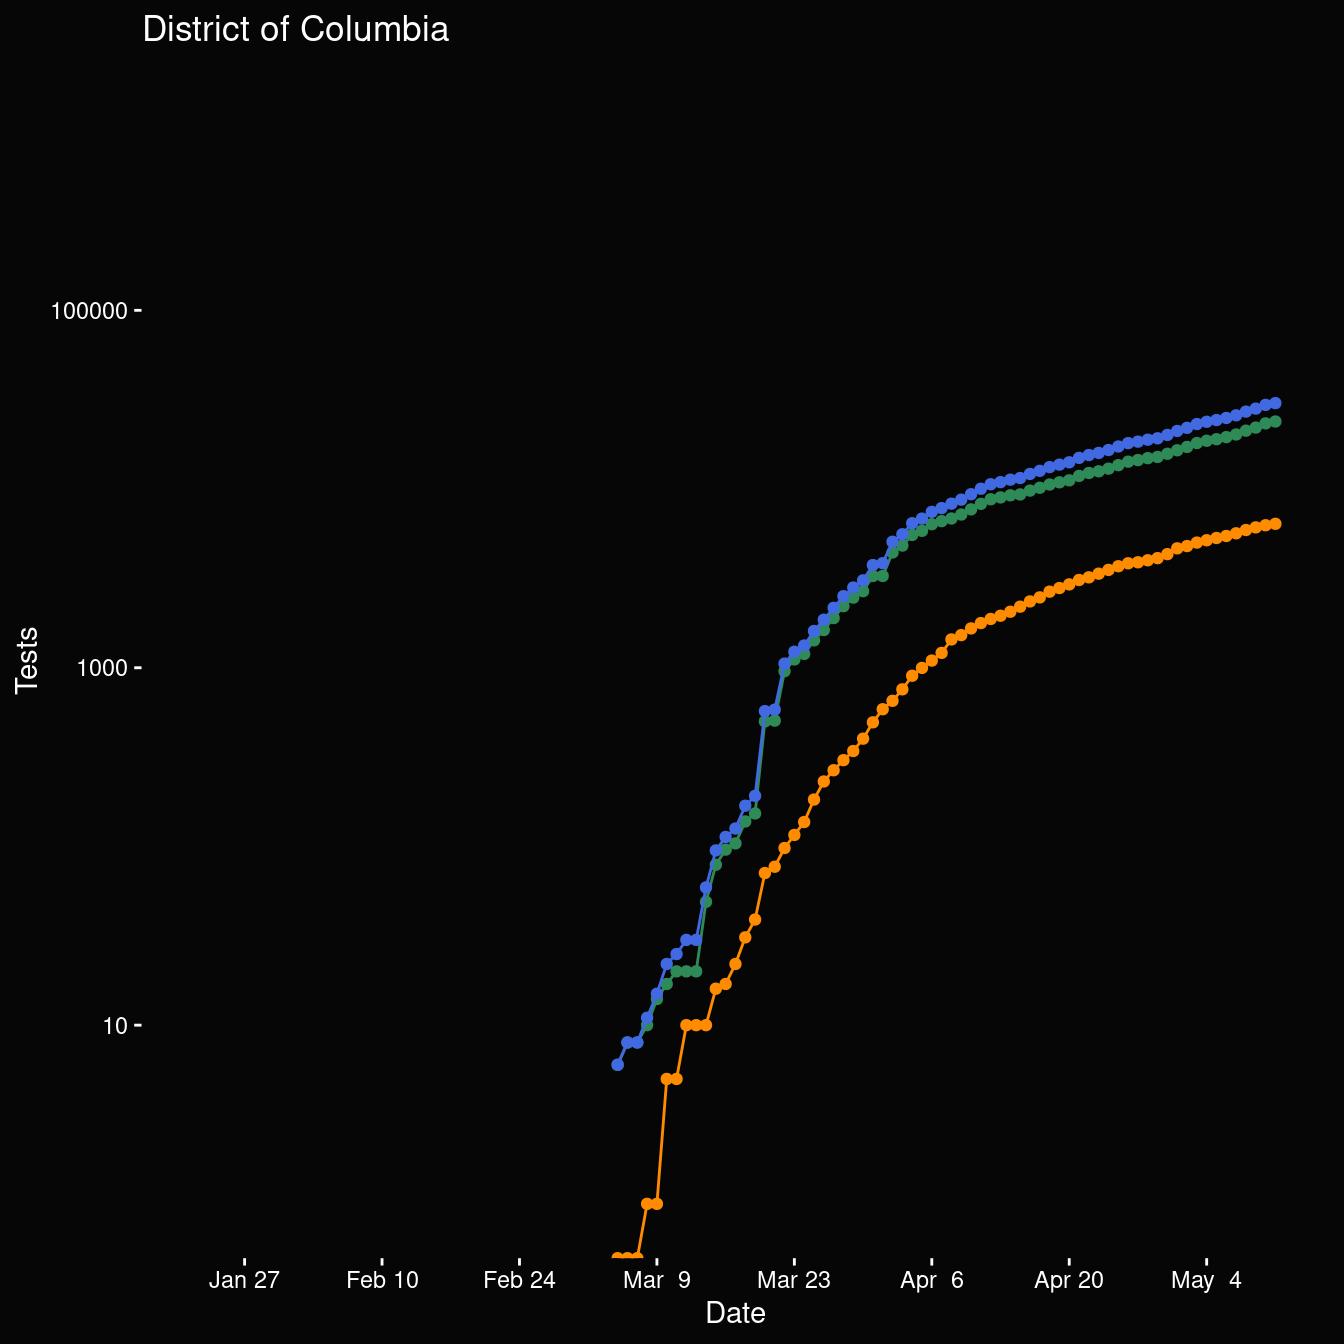 District of Columbia
100000
1000
10
Tests
Jan 27
Feb 10
Feb 24
Mar  9
Mar 23
Apr  6
Apr 20
May  4
Date